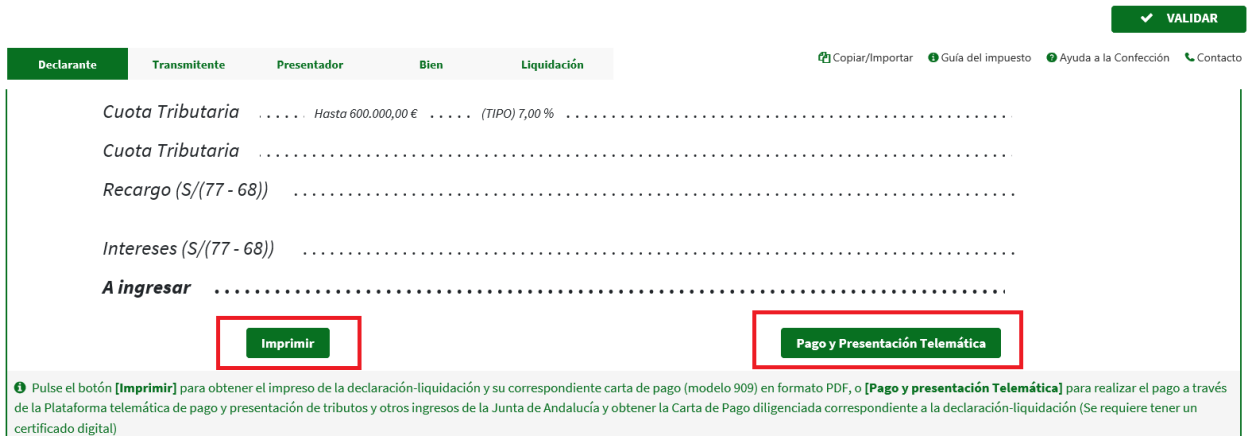 VALIDAR
Declarante Transmitente Presentador Bien Liquidación Copiar/Importar Guía del impuesto Ayuda a la Confección Contacto
Cuota Tributaria ..... Hasta 600.000,00 € ..... (TIPO) 7,00 % ..................................................
Cuota Tributaria ..................................................
Recargo (S/(77 - 68)) ..................................................
Intereses (S/(77 - 68)) ..................................................
A ingresar ..................................................
Imprimir Pago y Presentación Telemática
Pulse el botón [Imprimir] para obtener el impreso de la declaración-liquidación y su correspondiente carta de pago (modelo 909) en formato PDF, o [Pago y presentación Telemática] para realizar el pago a través
de la Plataforma telemática de pago y presentación de tributos y otros ingresos de la Junta de Andalucía y obtener la Carta de Pago diligenciada correspondiente a la declaración-liquidación (Se requiere tener un
certificado digital)